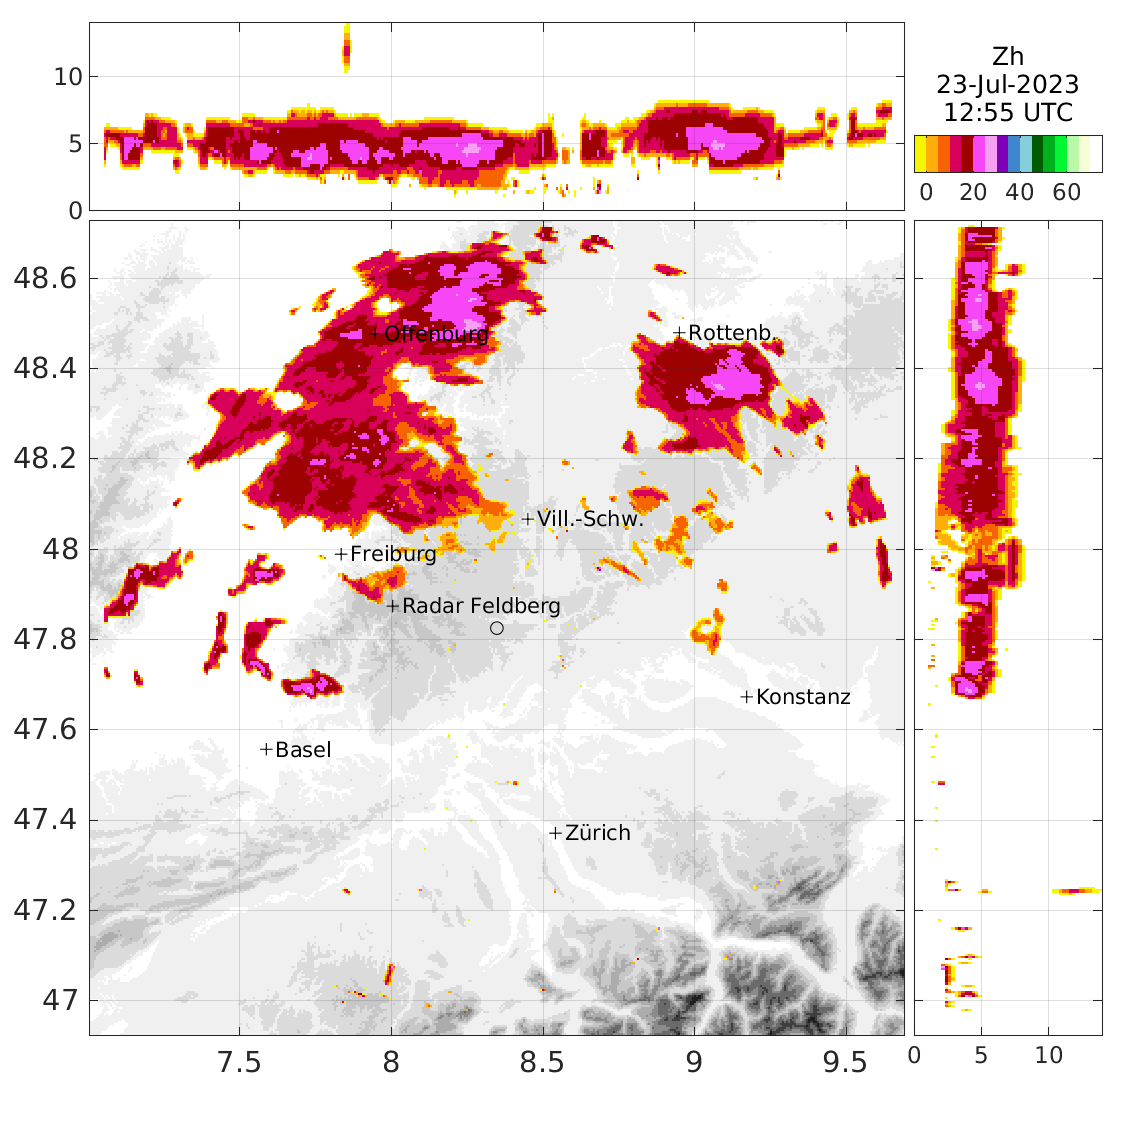 10
5
0
Zh
23-Jul-2023
12:55 UTC
0 20 40 60
48.6
48.4
48.2
48
47.8
47.6
47.4
47.2
47
+Offenburg
+Rottenb.
+Vill.-Schw.
+Freiburg
+Radar Feldberg
+Konstanz
+Basel
+Zürich
7.5 8 8.5 9 9.5
0 5 10